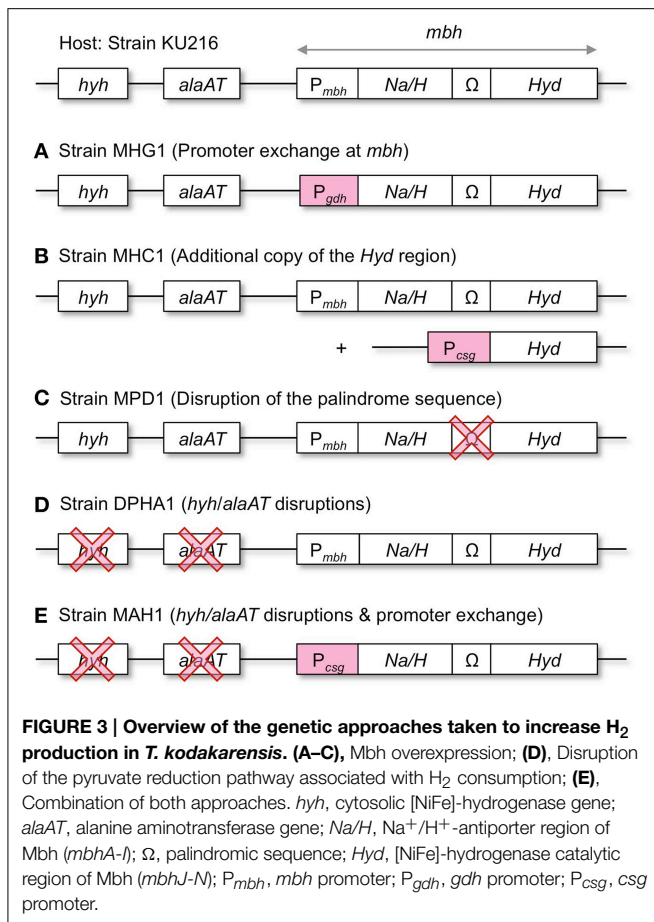 mbh
Host: Strain KU216
hyh alaAT Pmbh Na/H Ω Hyd
A Strain MHG1 (Promoter exchange at mbh)
hyh alaAT Pgdh Na/H Ω Hyd
B Strain MHC1 (Additional copy of the Hyd region)
hyh alaAT Pmbh Na/H Ω Hyd
+ Pcsg Hyd
C Strain MPD1 (Disruption of the palindrome sequence)
hyh alaAT Pmbh Na/H Ω Hyd
D Strain DPHA1 (hyh/alaAT disruptions)
hyh alaAT Pmbh Na/H Ω Hyd
E Strain MAH1 (hyh/alaAT disruptions & promoter exchange)
hyh alaAT Pcsg Na/H Ω Hyd
FIGURE 3 | Overview of the genetic approaches taken to increase H2
production in T. kodakarensis. (A–C), Mbh overexpression; (D), Disruption
of the pyruvate reduction pathway associated with H2 consumption; (E),
Combination of both approaches. hyh, cytosolic [NiFe]-hydrogenase gene;
alaAT, alanine aminotransferase gene; Na/H, Na+/H+-antiporter region of
Mbh (mbhA-I); Ω, palindromic sequence; Hyd, [NiFe]-hydrogenase catalytic
region of Mbh (mbhJ-N); Pmbh, mbh promoter; Pgdh, gdh promoter; Pcsg, csg
promoter.